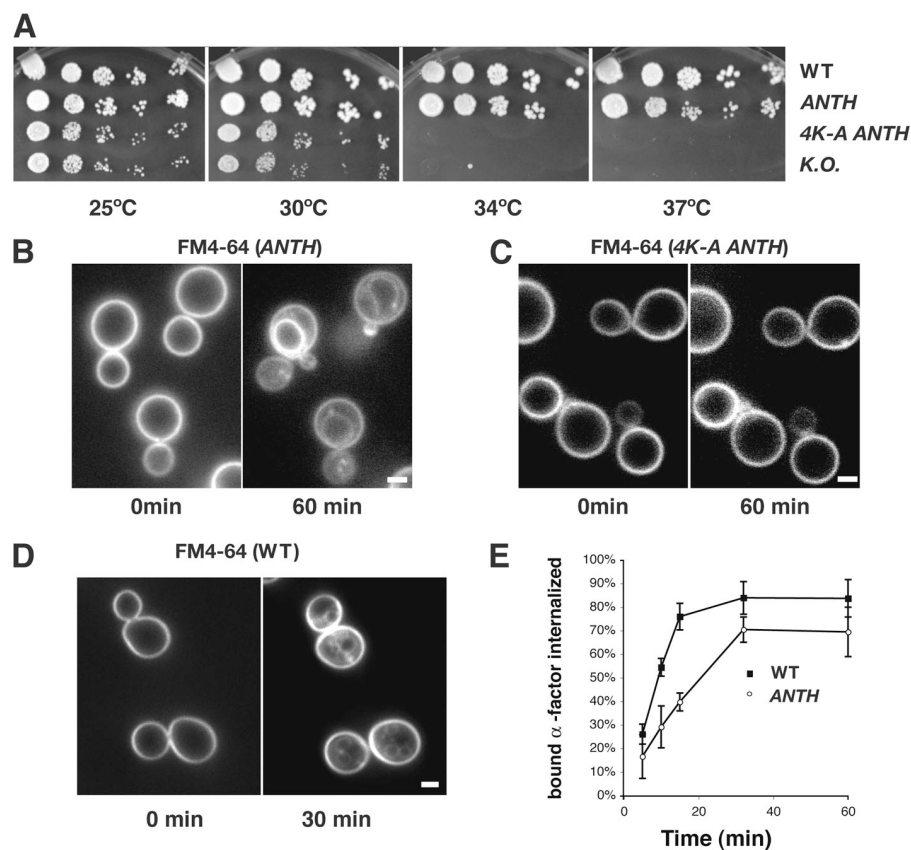 A
WT
ANTH
4K-A ANTH
K.O.
25ºC 30ºC 34ºC 37ºC
B FM4-64 (ANTH)
0min 60 min
C FM4-64 (4K-A ANTH)
0min 60 min
D FM4-64 (WT)
0 min 30 min
E
bound α -factor internalized
100%
90%
80%
70%
60%
50%
40%
30%
20%
10%
0%
WT
ANTH
0 20 40 60
Time (min)